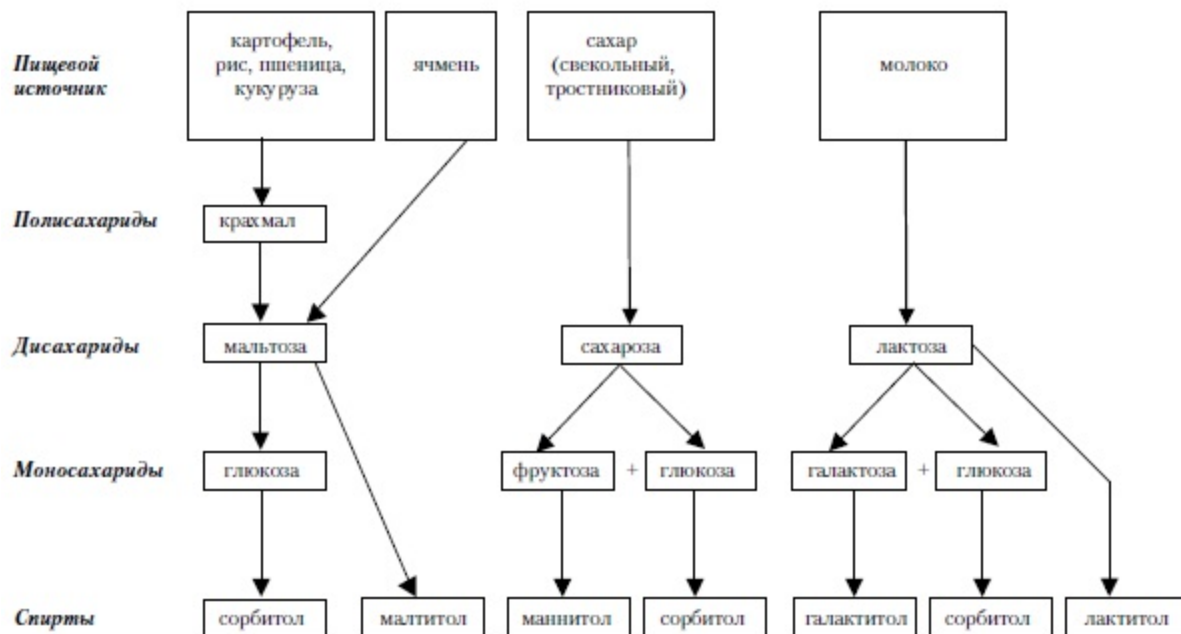 Пищевой
источник
картофель,
рис, пшеница,
кукуруза
ячмень
сахар
(свекольный,
тростниковый)
молоко
Полисахариды
крахмал
Дисахариды
мальтоза
сахароза
лактоза
Моносахариды
глюкоза
фруктоза + глюкоза
галактоза + глюкоза
Спирты
сорбитол
малтитол
маннитол
сорбитол
галактитол
сорбитол
лактитол